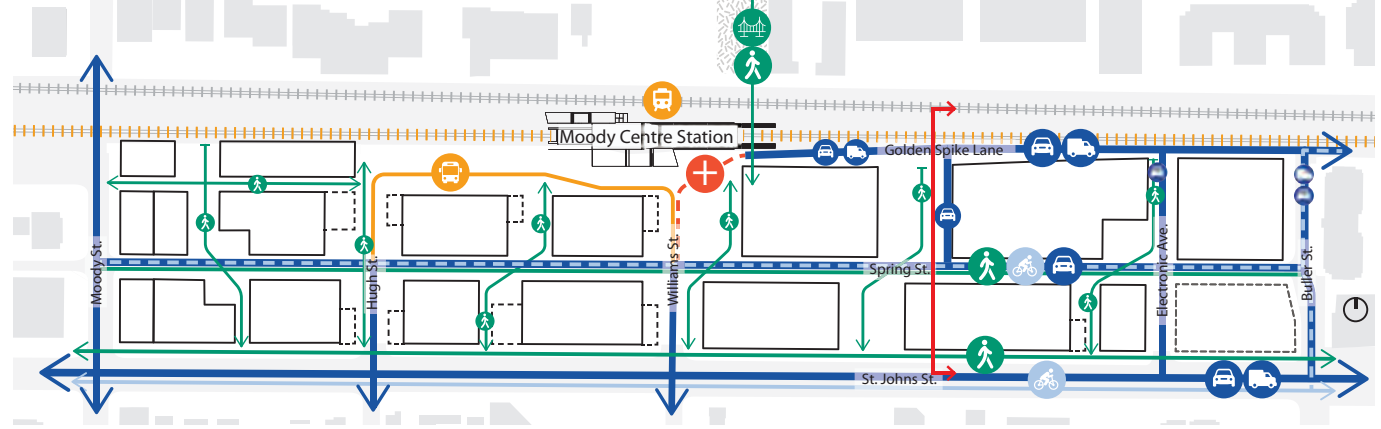 Moody Centre Station
Golden Spike Lane
Moody St.
Hugh St.
Williams St.
Spring St.
Electronic Ave.
Buller St.
St. Johns St.